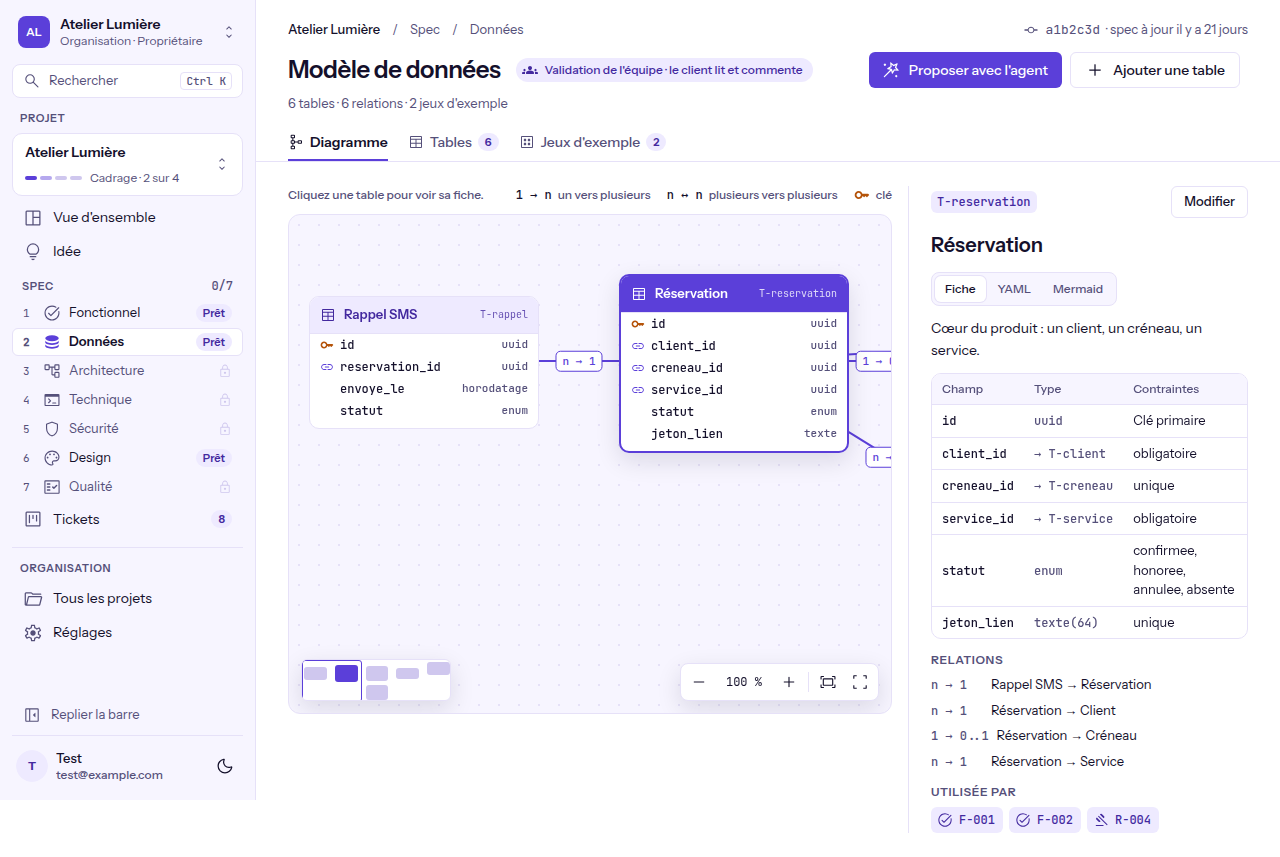 AL
Atelier Lumière
Organisation · Propriétaire
Rechercher
Ctrl K
PROJET
Atelier Lumière
Cadrage · 2 sur 4
Vue d'ensemble
Idée
SPEC 0/7
1 Fonctionnel Prêt
2 Données Prêt
3 Architecture
4 Technique
5 Sécurité
6 Design Prêt
7 Qualité
Tickets 8
ORGANISATION
Tous les projets
Réglages
Replier la barre
T
Test
test@example.com
Atelier Lumière / Spec / Données
a1b2c3d · spec à jour il y a 21 jours
Modèle de données
Validation de l'équipe · le client lit et commente
Proposer avec l'agent
Ajouter une table
6 tables · 6 relations · 2 jeux d'exemple
Diagramme
Tables 6
Jeux d'exemple 2
Cliquez une table pour voir sa fiche.
1 → n un vers plusieurs
n ↔ n plusieurs vers plusieurs
clé
Rappel SMS T-rappel
id uuid
reservation_id uuid
envoye_le horodatage
statut enum
n → 1
Réservation T-reservation
id uuid
client_id uuid
creneau_id uuid
service_id uuid
statut enum
jeton_lien texte
1 →
n →
100 %
T-reservation
Modifier
Réservation
Fiche YAML Mermaid
Cœur du produit : un client, un créneau, un
service.
Champ Type Contraintes
id uuid Clé primaire
client_id → T-client obligatoire
creneau_id → T-creneau unique
service_id → T-service obligatoire
statut enum confirmee,
honoree,
annulee, absente
jeton_lien texte(64) unique
RELATIONS
n → 1 Rappel SMS → Réservation
n → 1 Réservation → Client
1 → 0..1 Réservation → Créneau
n → 1 Réservation → Service
UTILISÉE PAR
F-001 F-002 R-004